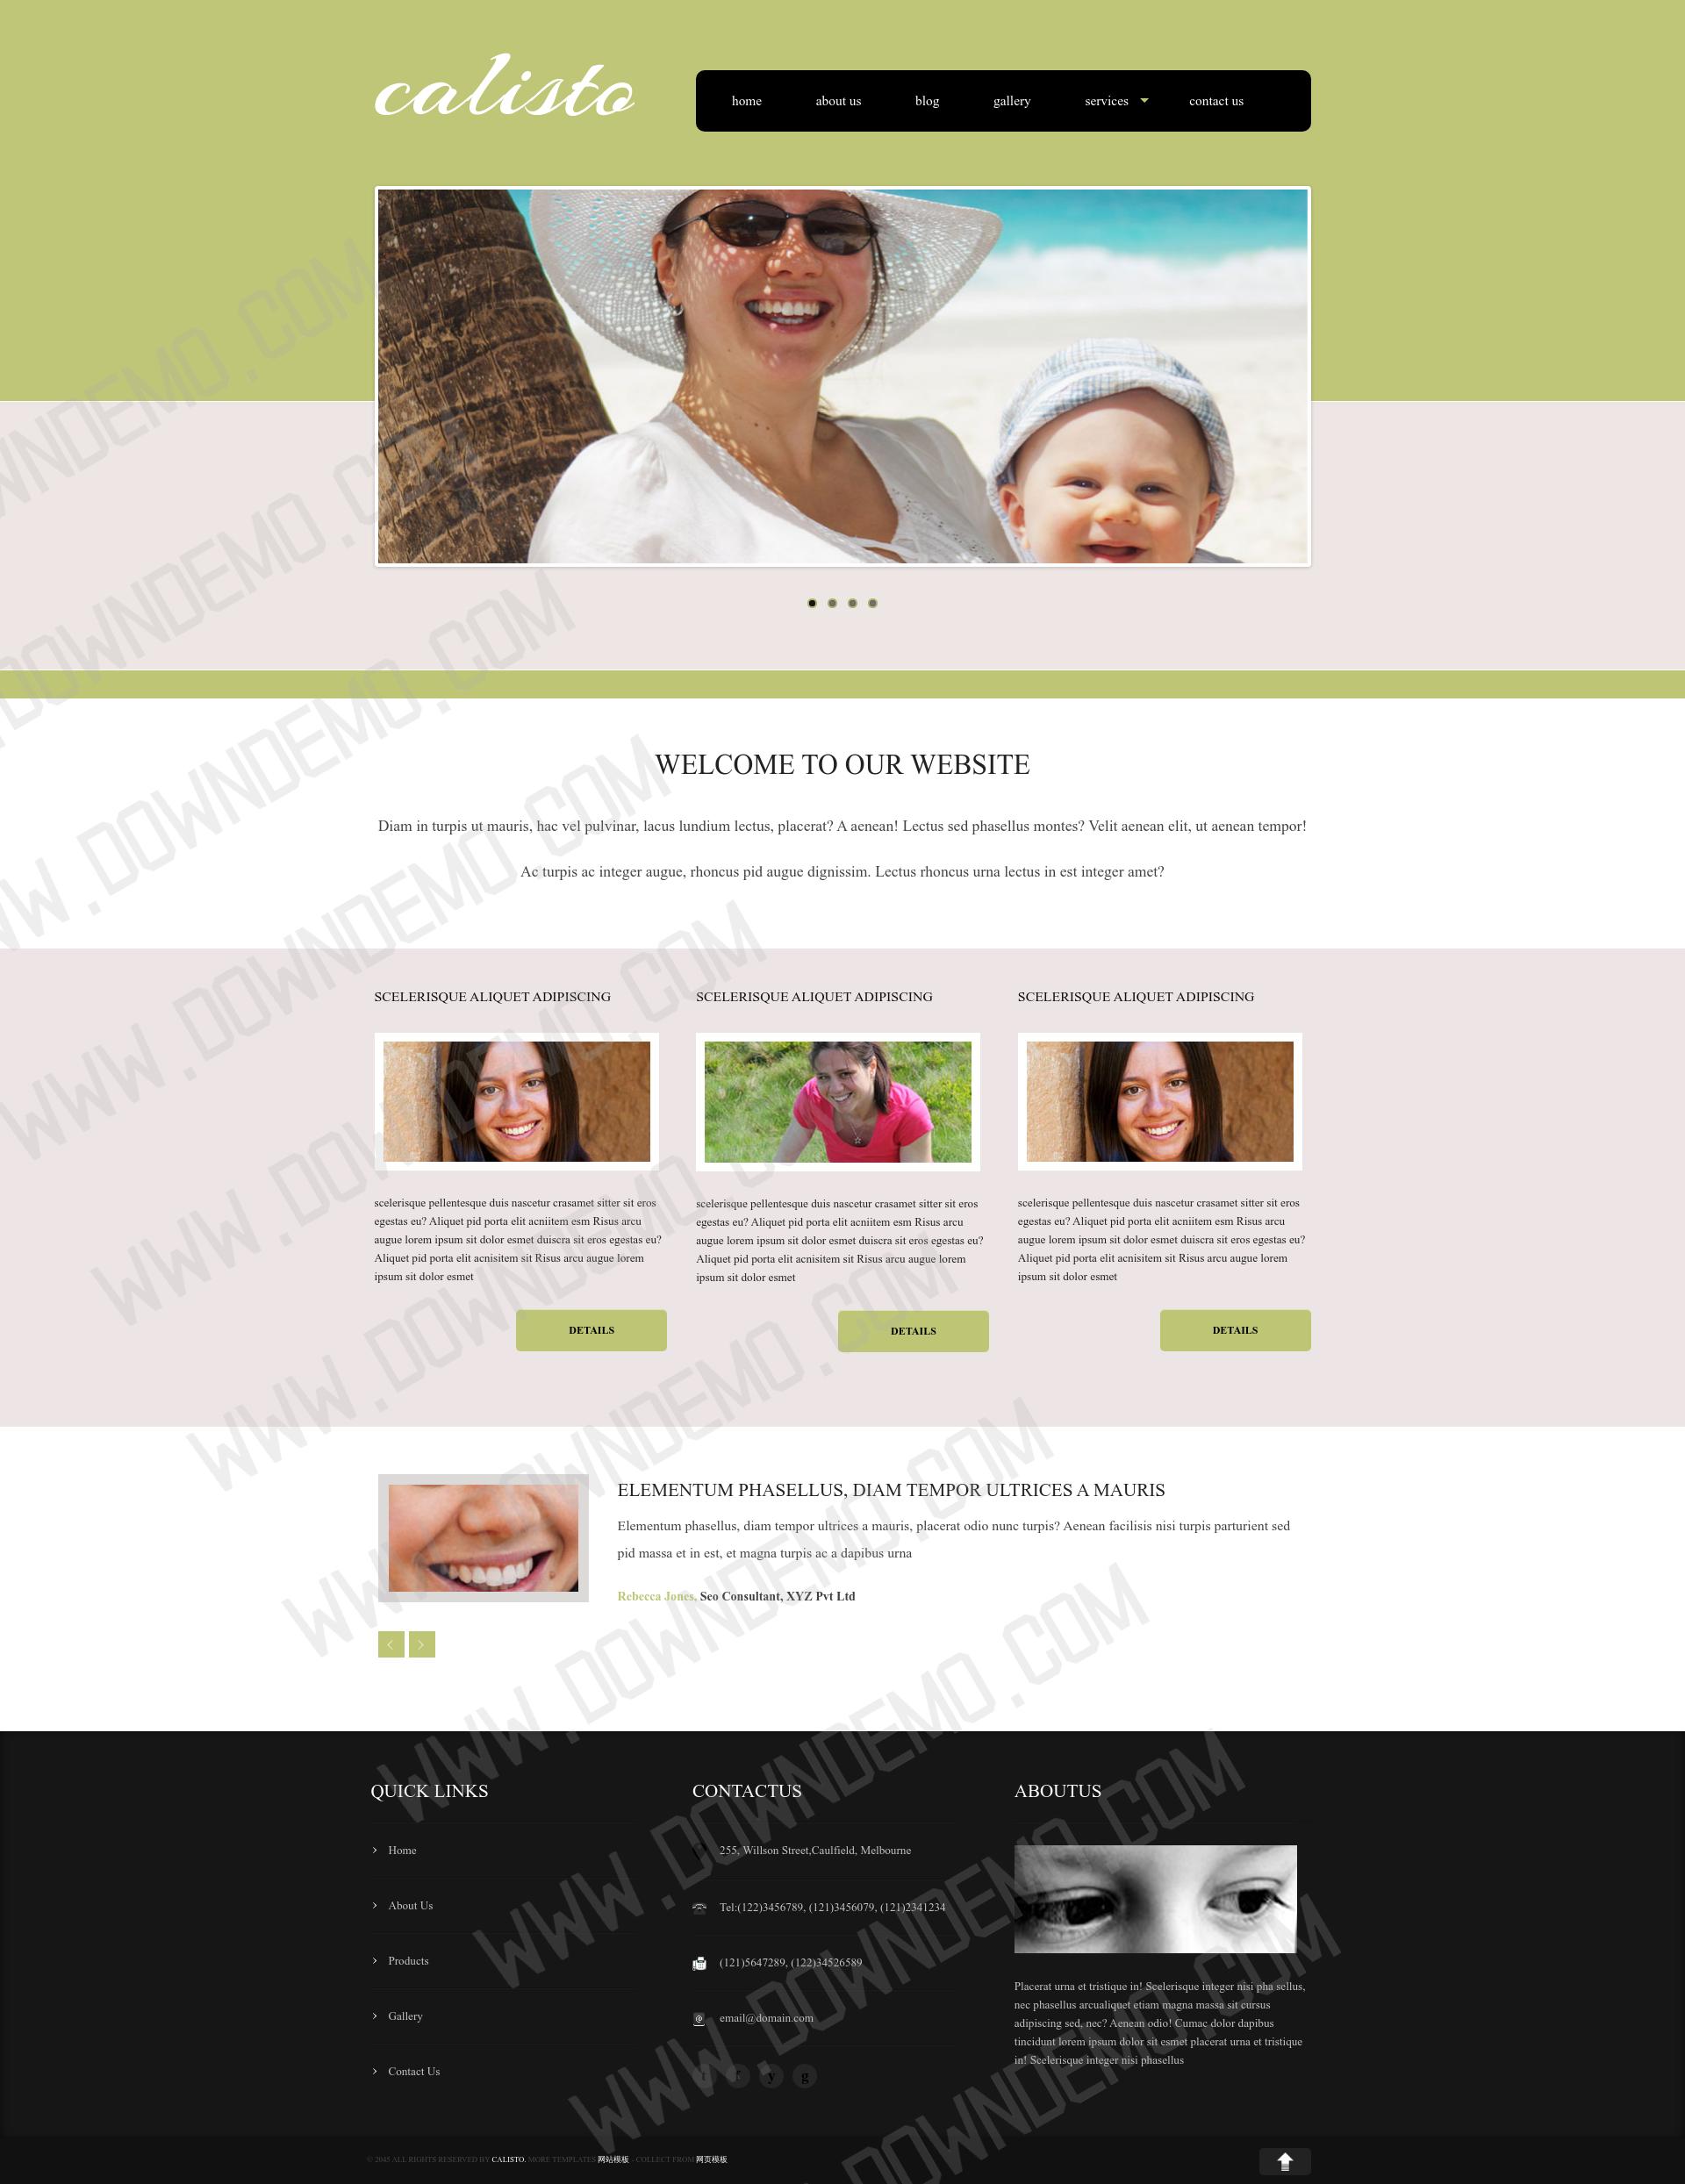 calisto
home about us blog gallery services contact us
WELCOME TO OUR WEBSITE
Diam in turpis ut mauris, hac vel pulvinar, lacus lundium lectus, placerat? A aenean! Lectus sed phasellus montes? Velit aenean elit, ut aenean tempor!
Ac turpis ac integer augue, rhoncus pid augue dignissim. Lectus rhoncus urna lectus in est integer amet?
SCELERISQUE ALIQUET ADIPISCING
scelerisque pellentesque duis nascetur crasamet sitter sit eros
egestas eu? Aliquet pid porta elit acniitem esm Risus arcu
augue lorem ipsum sit dolor esmet duiscra sit eros egestas eu?
Aliquet pid porta elit acnisitem sit Risus arcu augue lorem
ipsum sit dolor esmet
DETAILS
SCELERISQUE ALIQUET ADIPISCING
scelerisque pellentesque duis nascetur crasamet sitter sit eros
egestas eu? Aliquet pid porta elit acniitem esm Risus arcu
augue lorem ipsum sit dolor esmet duiscra sit eros egestas eu?
Aliquet pid porta elit acnisitem sit Risus arcu augue lorem
ipsum sit dolor esmet
DETAILS
SCELERISQUE ALIQUET ADIPISCING
scelerisque pellentesque duis nascetur crasamet sitter sit eros
egestas eu? Aliquet pid porta elit acniitem esm Risus arcu
augue lorem ipsum sit dolor esmet duiscra sit eros egestas eu?
Aliquet pid porta elit acnisitem sit Risus arcu augue lorem
ipsum sit dolor esmet
DETAILS
ELEMENTUM PHASELLUS, DIAM TEMPOR ULTRICES A MAURIS
Elementum phasellus, diam tempor ultrices a mauris, placerat odio nunc turpis? Aenean facilisis nisi turpis parturient sed
pid massa et in est, et magna turpis ac a dapibus urna
Rebecca Jones, Seo Consultant, XYZ Pvt Ltd
QUICK LINKS
Home
About Us
Products
Gallery
Contact Us
CONTACTUS
255, Willson Street,Caulfield, Melbourne
Tel:(122)3456789, (121)3456079, (121)2341234
(121)5647289, (122)34526589
email@domain.com
t f y g
ABOUTUS
Placerat urna et tristique in! Scelerisque integer nisi pha sellus,
nec phasellus arcualiquet etiam magna massa sit cursus
adipiscing sed, nec? Aenean odio! Cumac dolor dapibus
tincidunt lorem ipsum dolor sit esmet placerat urna et tristique
in! Scelerisque integer nisi phasellus
© 2045 ALL RIGHTS RESERVED BY CALISTO. MORE TEMPLATES 网站模板 - COLLECT FROM 网页模板
WWW.DOWNDEMO.COM